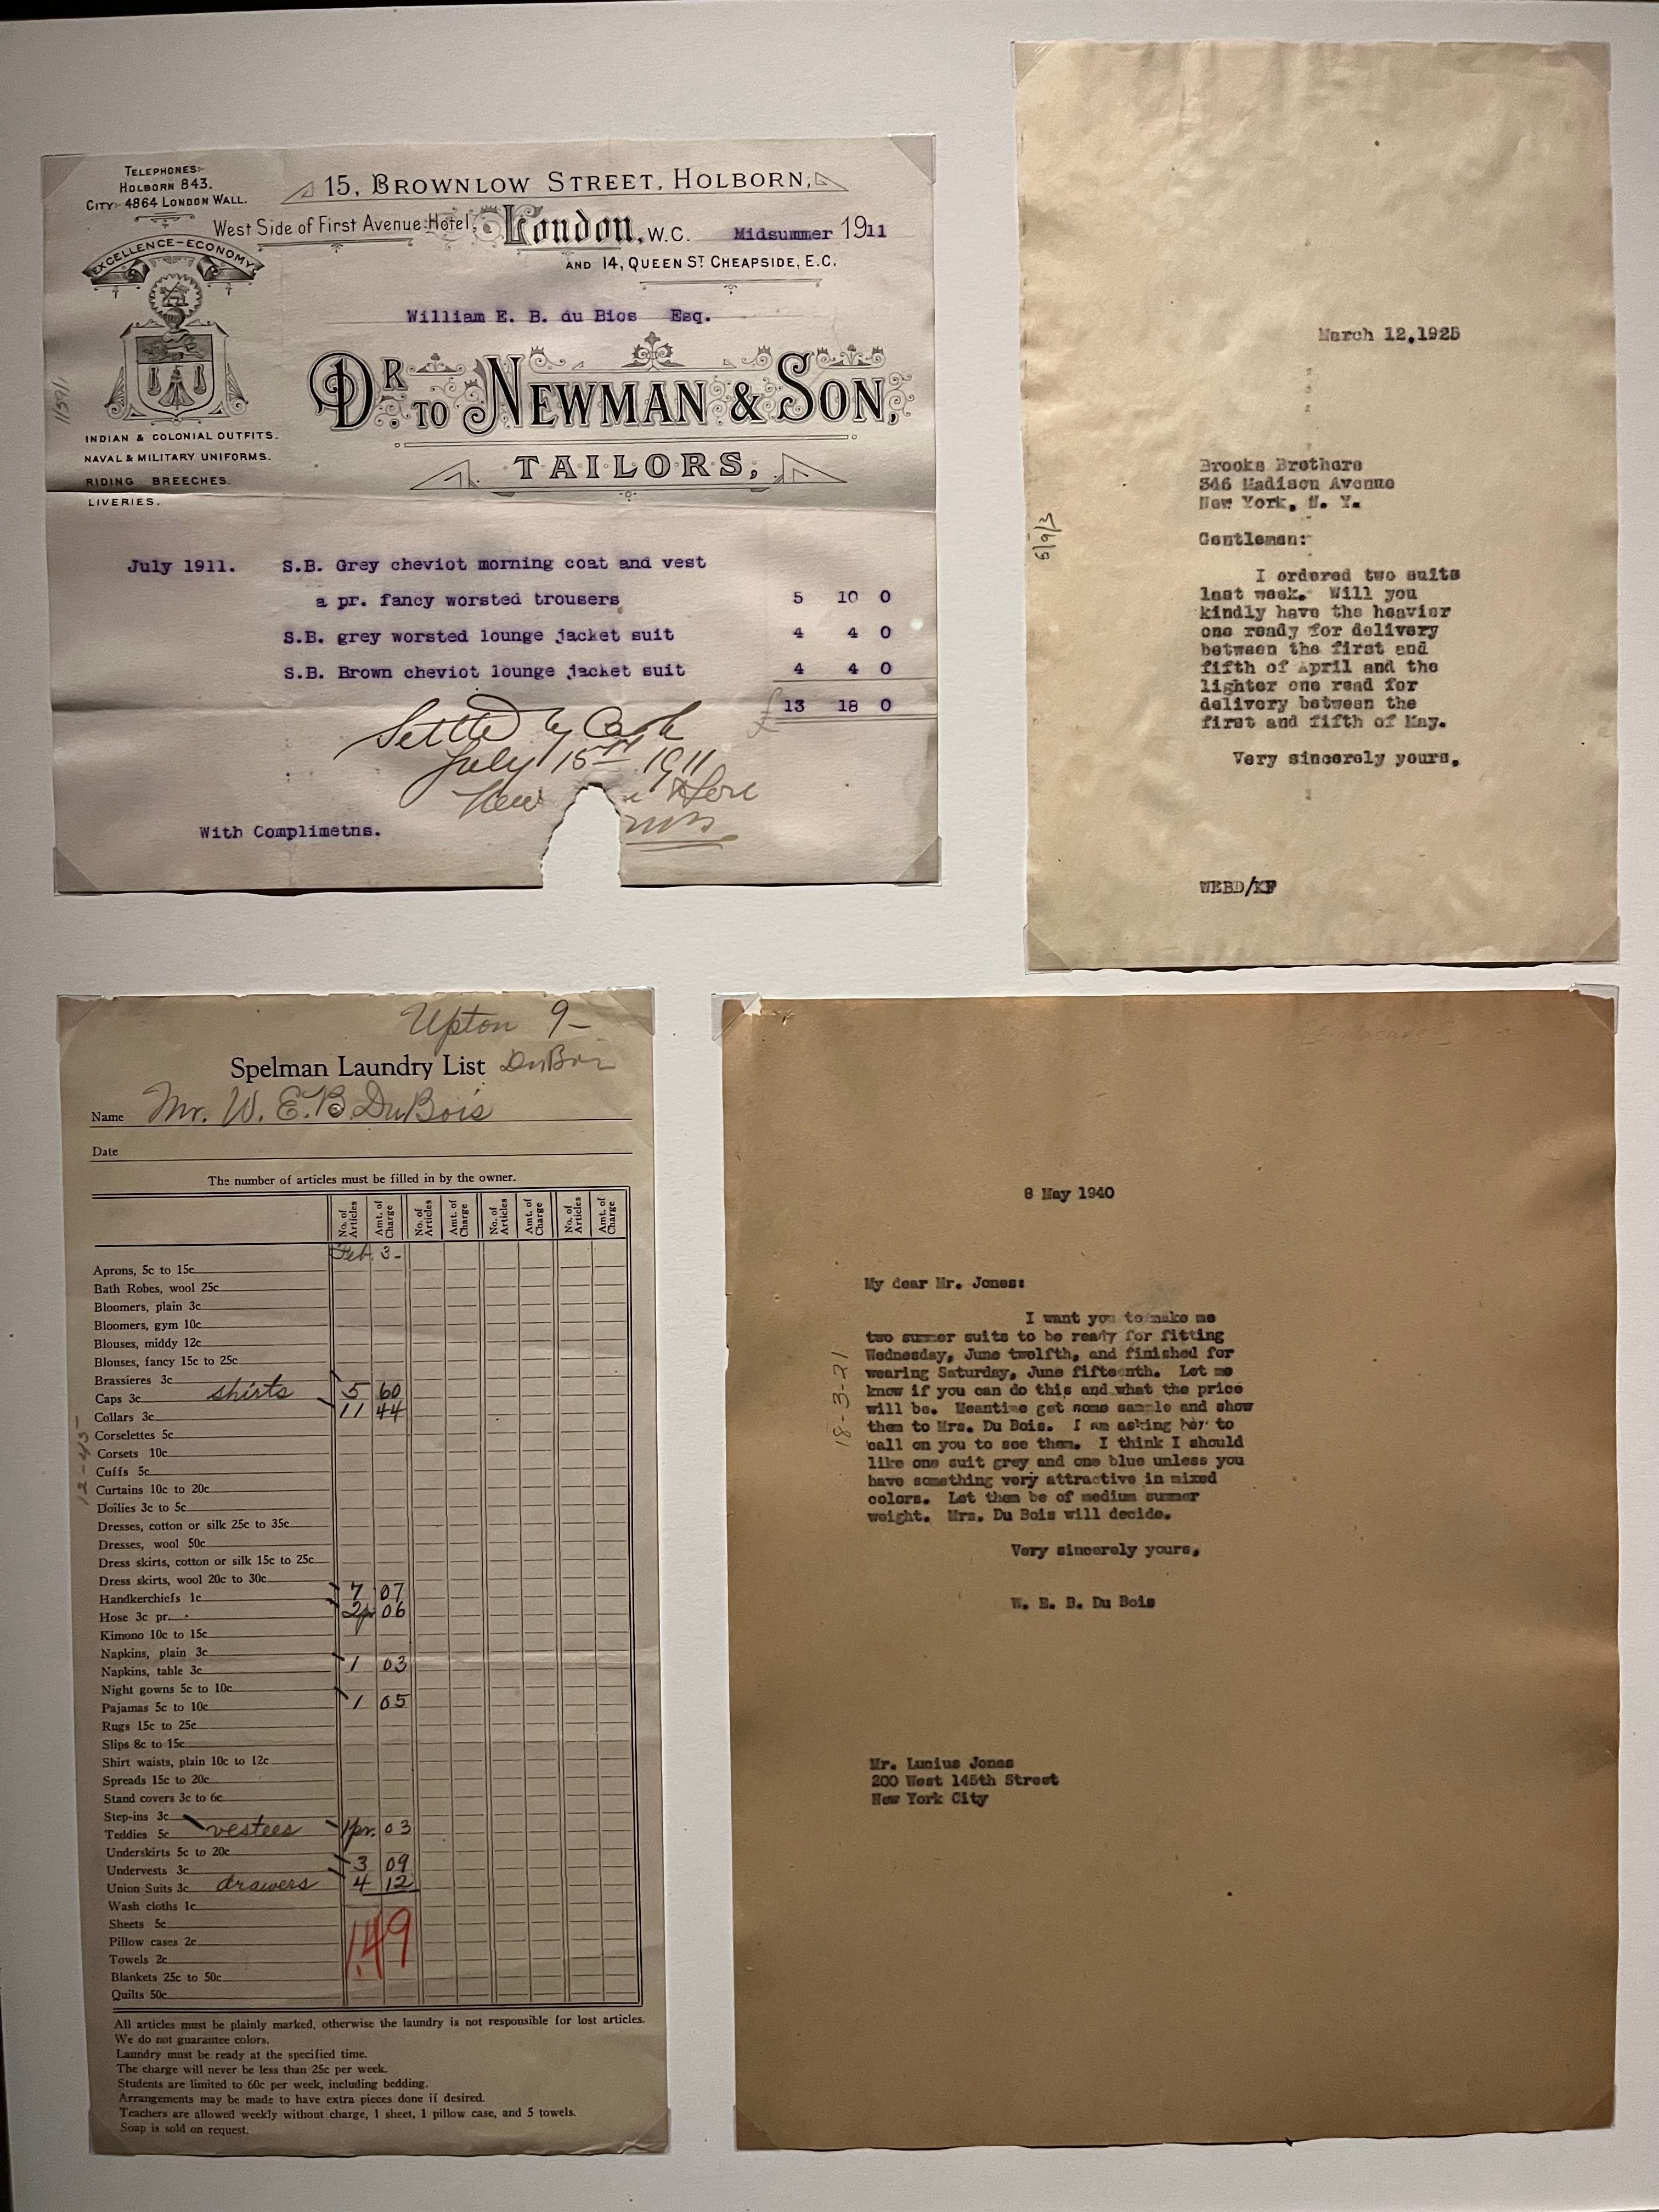 TELEPHONES:-
HOLBORN 843.
CITY- 4864 LONDON WALL.
15, BROWNLOW STREET, HOLBORN,
West Side of First Avenue Hotel,
London, W.C. Midsummer 1911
AND 14, QUEEN ST CHEAPSIDE, E.C.
EXCELLENCE-ECONOMY
William E. B. du Bios Esq.
DR TO NEWMAN & SON,
TAILORS,
INDIAN & COLONIAL OUTFITS.
NAVAL & MILITARY UNIFORMS.
RIDING BREECHES.
LIVERIES.
July 1911. S.B. Grey cheviot morning coat and vest
a pr. fancy worsted trousers 5 10 0
S.B. grey worsted lounge jacket suit 4 4 0
S.B. Brown cheviot lounge jacket suit 4 4 0
£ 13 18 0
Settled by Cash
July 15TH 1911
With Complimetns.
March 12,1925
Brooks Brothers
346 Madison Avenue
New York, N. Y.
Gentlemen:
I ordered two suits
last week. Will you
kindly have the heavier
one ready for delivery
between the first and
fifth of April and the
lighter one read for
delivery between the
first and fifth of May.
Very sincerely yours,
WEBD/KF
Upton 9-
Spelman Laundry List DuBois
Name Mr. W. E. B. DuBois
Date
The number of articles must be filled in by the owner.
No. of Articles Amt. of Charge No. of Articles Amt. of Charge No. of Articles Amt. of Charge No. of Articles Amt. of Charge
Feb. 3-
Aprons, 5c to 15c
Bath Robes, wool 25c
Bloomers, plain 3c
Bloomers, gym 10c
Blouses, middy 12c
Blouses, fancy 15c to 25c
Brassieres 3c
Caps 3c shirts 5 60
Collars 3c 11 44
Corselettes 5c
Corsets 10c
Cuffs 5c
Curtains 10c to 20c
Doilies 3c to 5c
Dresses, cotton or silk 25c to 35c
Dresses, wool 50c
Dress skirts, cotton or silk 15c to 25c
Dress skirts, wool 20c to 30c
Handkerchiefs 1c 7 07
Hose 3c pr. 2pr 06
Kimono 10c to 15c
Napkins, plain 3c
Napkins, table 3c 1 03
Night gowns 5c to 10c
Pajamas 5c to 10c 1 05
Rugs 15c to 25c
Slips 8c to 15c
Shirt waists, plain 10c to 12c
Spreads 15c to 20c
Stand covers 3c to 6c
Step-ins 3c
Teddies 5c vestees 1pr. 03
Underskirts 5c to 20c
Undervests 3c 3 09
Union Suits 3c drawers 4 12
Wash cloths 1c
Sheets 5c
Pillow cases 2c
Towels 2c
Blankets 25c to 50c
Quilts 50c
1.49
All articles must be plainly marked, otherwise the laundry is not responsible for lost articles.
We do not guarantee colors.
Laundry must be ready at the specified time.
The charge will never be less than 25c per week.
Students are limited to 60c per week, including bedding.
Arrangements may be made to have extra pieces done if desired.
Teachers are allowed weekly without charge, 1 sheet, 1 pillow case, and 5 towels.
Soap is sold on request.
8 May 1940
My dear Mr. Jones:
I want you to make me
two summer suits to be ready for fitting
Wednesday, June twelfth, and finished for
wearing Saturday, June fifteenth. Let me
know if you can do this and what the price
will be. Meantime get some sample and show
them to Mrs. Du Bois. I am asking her to
call on you to see them. I think I should
like one suit grey and one blue unless you
have something very attractive in mixed
colors. Let them be of medium summer
weight. Mrs. Du Bois will decide.
Very sincerely yours,
W. E. B. Du Bois
Mr. Lucius Jones
200 West 145th Street
New York City
18-3-21